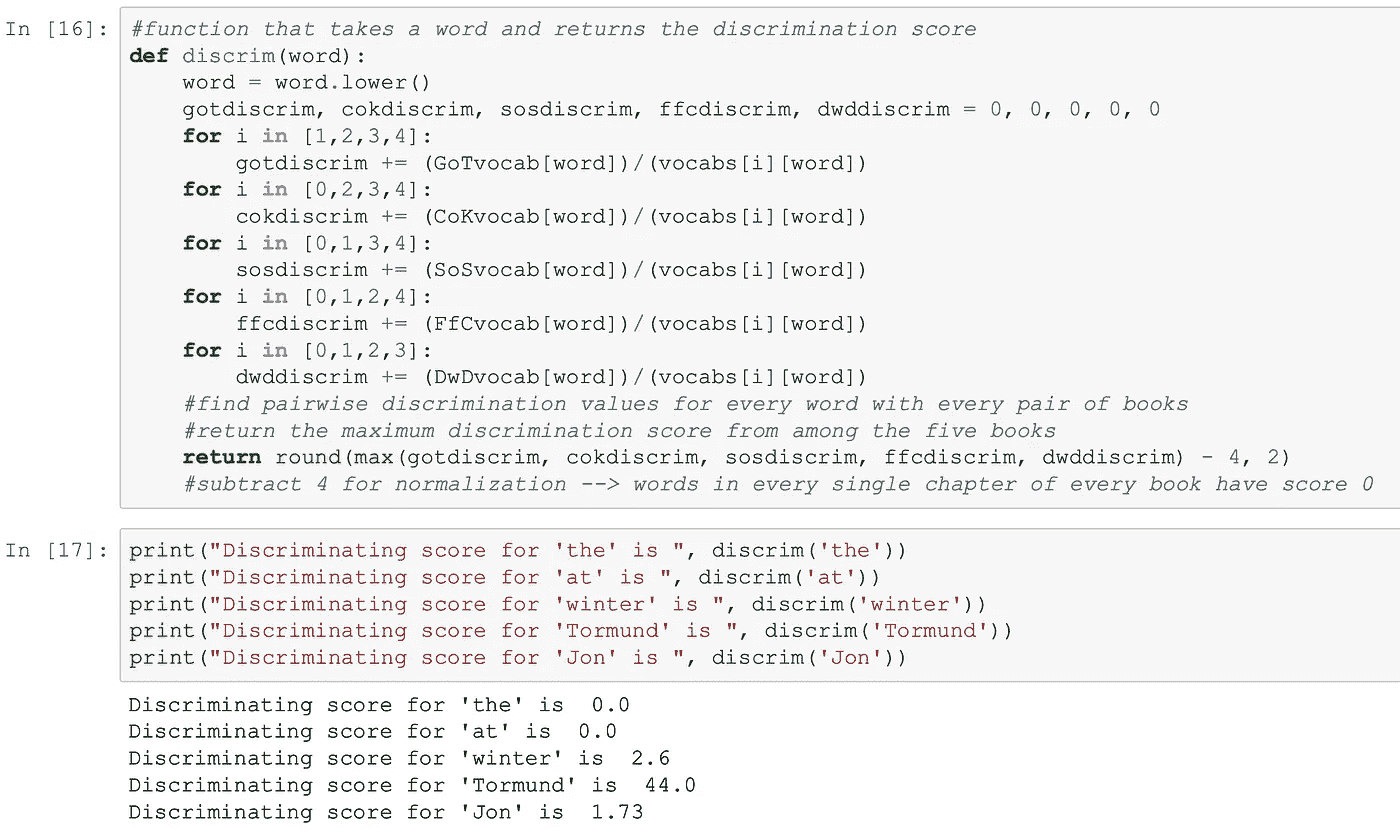 In [16]: #function that takes a word and returns the discrimination score
def discrim(word):
    word = word.lower()
    gotdiscrim, cokdiscrim, sosdiscrim, ffcdiscrim, dwddiscrim = 0, 0, 0, 0, 0
    for i in [1,2,3,4]:
        gotdiscrim += (GoTvocab[word])/(vocabs[i][word])
    for i in [0,2,3,4]:
        cokdiscrim += (CoKvocab[word])/(vocabs[i][word])
    for i in [0,1,3,4]:
        sosdiscrim += (SoSvocab[word])/(vocabs[i][word])
    for i in [0,1,2,4]:
        ffcdiscrim += (FfCvocab[word])/(vocabs[i][word])
    for i in [0,1,2,3]:
        dwddiscrim += (DwDvocab[word])/(vocabs[i][word])
    #find pairwise discrimination values for every word with every pair of books
    #return the maximum discrimination score from among the five books
    return round(max(gotdiscrim, cokdiscrim, sosdiscrim, ffcdiscrim, dwddiscrim) - 4, 2)
    #subtract 4 for normalization --> words in every single chapter of every book have score 0
In [17]: print("Discriminating score for 'the' is ", discrim('the'))
print("Discriminating score for 'at' is ", discrim('at'))
print("Discriminating score for 'winter' is ", discrim('winter'))
print("Discriminating score for 'Tormund' is ", discrim('Tormund'))
print("Discriminating score for 'Jon' is ", discrim('Jon'))
Discriminating score for 'the' is  0.0
Discriminating score for 'at' is  0.0
Discriminating score for 'winter' is  2.6
Discriminating score for 'Tormund' is  44.0
Discriminating score for 'Jon' is  1.73